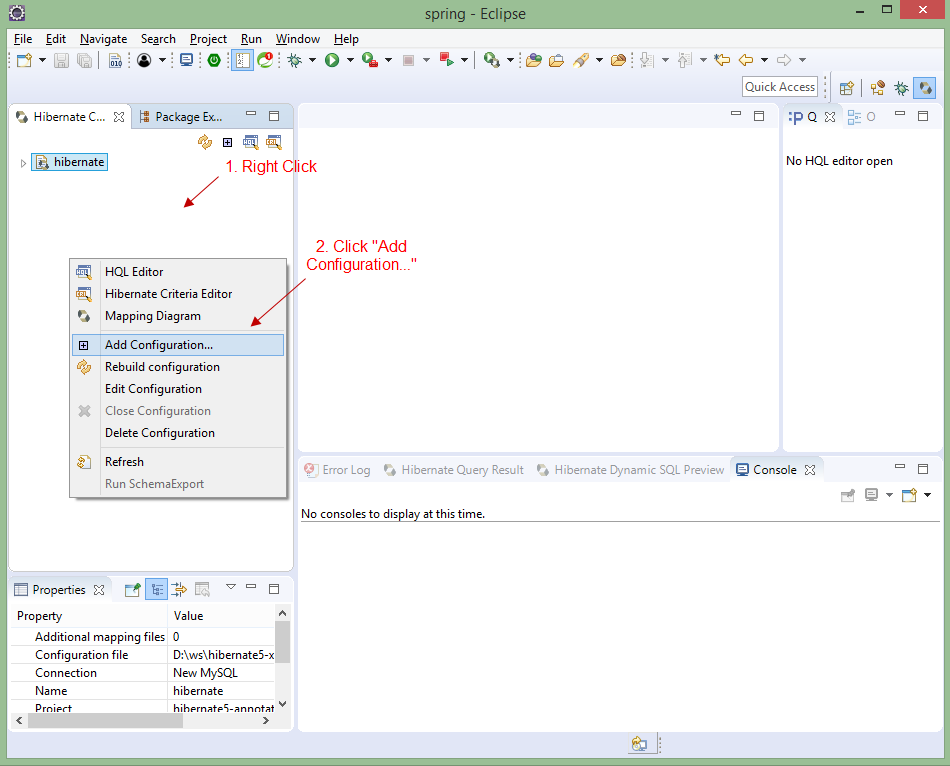 spring - Eclipse
File Edit Navigate Search Project Run Window Help
Quick Access
Hibernate C... Package Ex...
P Q O
hibernate
No HQL editor open
1. Right Click
2. Click "Add
Configuration..."
HQL Editor
Hibernate Criteria Editor
Mapping Diagram
Add Configuration...
Rebuild configuration
Edit Configuration
Close Configuration
Delete Configuration
Refresh
Run SchemaExport
Error Log Hibernate Query Result Hibernate Dynamic SQL Preview Console
No consoles to display at this time.
Properties
Property Value
Additional mapping files 0
Configuration file D:\ws\hibernate5-x
Connection New MySQL
Name hibernate
Project hibernate5-annotat